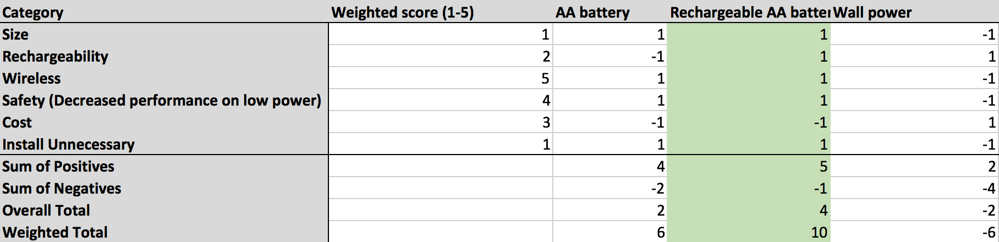 Category Weighted score (1-5) AA battery Rechargeable AA batter Wall power
Size 1 1 1 -1
Rechargeability 2 -1 1 1
Wireless 5 1 1 -1
Safety (Decreased performance on low power) 4 1 1 -1
Cost 3 -1 -1 1
Install Unnecessary 1 1 1 -1
Sum of Positives 4 5 2
Sum of Negatives -2 -1 -4
Overall Total 2 4 -2
Weighted Total 6 10 -6